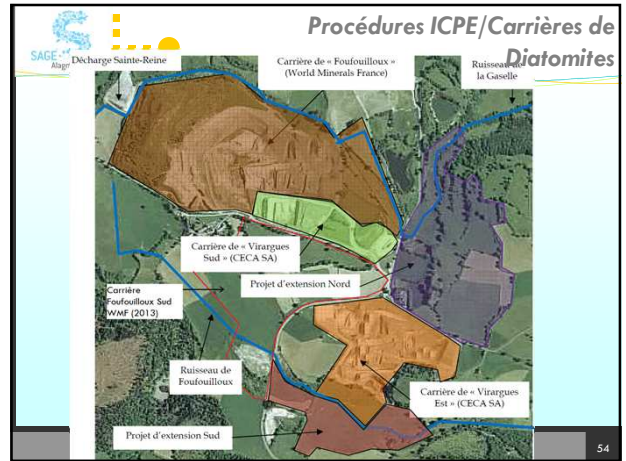 Procédures ICPE/Carrières de
Diatomites
SAGE
Alagn
Décharge Sainte-Reine
Carrière de « Foufouilloux »
(World Minerals France)
Ruisseau de
la Gaselle
Carrière de « Virargues
Sud » (CECA SA)
Projet d'extension Nord
Carrière
Foufouilloux Sud
WMF (2013)
Ruisseau de
Foufouilloux
Carrière de « Virargues
Est » (CECA SA)
Projet d'extension Sud
54